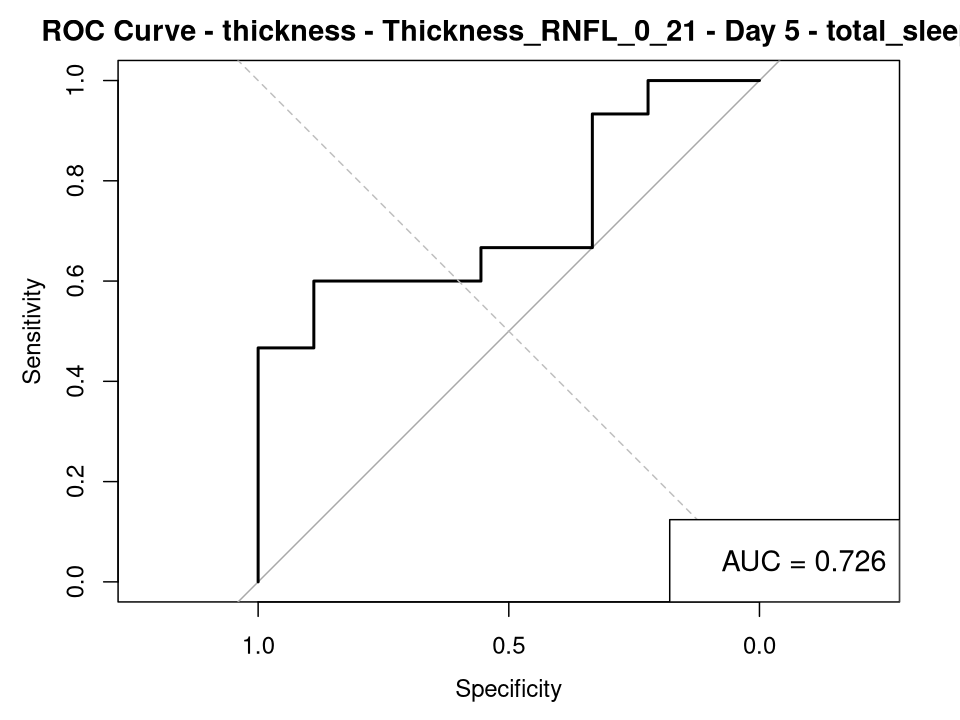 ROC Curve - thickness - Thickness_RNFL_0_21 - Day 5 - total_sleep
1.0
0.8
0.6
0.4
0.2
0.0
Sensitivity
AUC = 0.726
1.0 0.5 0.0
Specificity